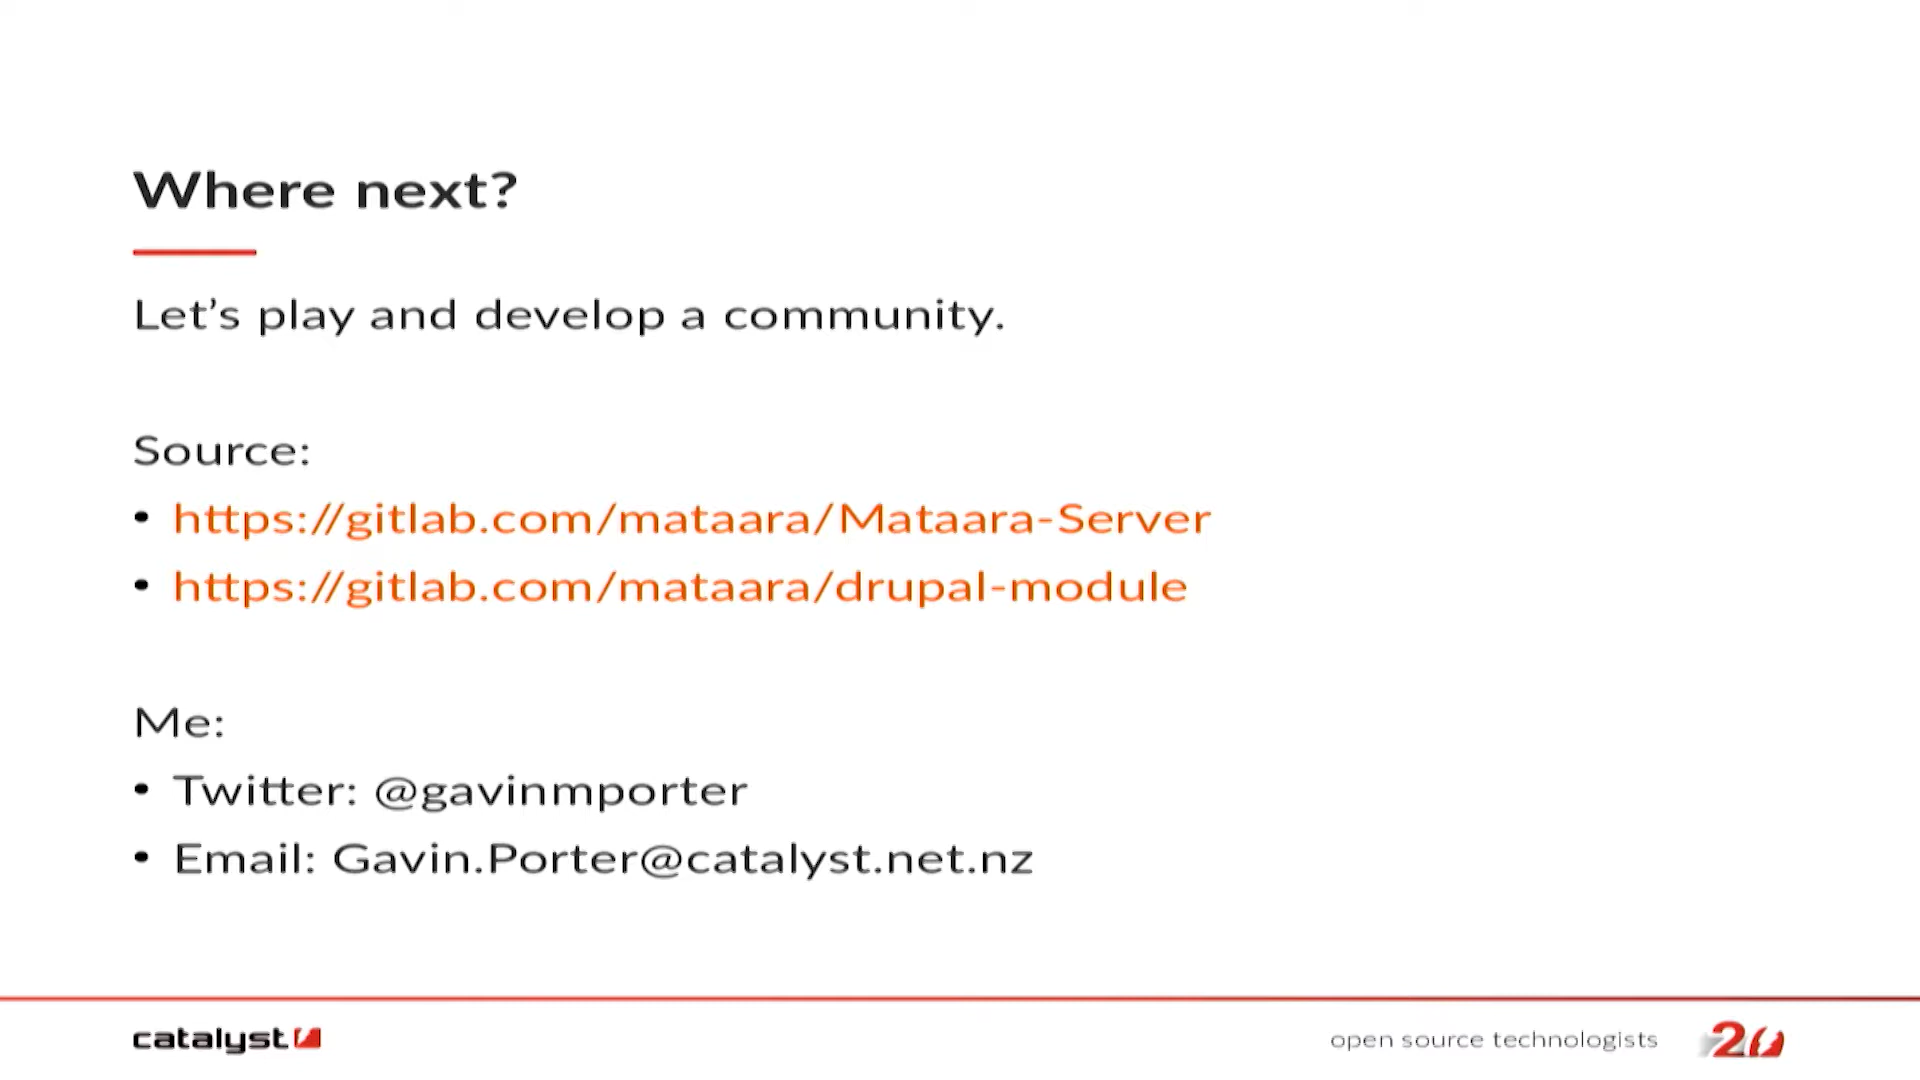 Where next?
Let’s play and develop a community.
Source:
• https://gitlab.com/mataara/Mataara-Server
• https://gitlab.com/mataara/drupal-module
Me:
• Twitter: @gavinmporter
• Email: Gavin.Porter@catalyst.net.nz
catalyst
open source technologists
20